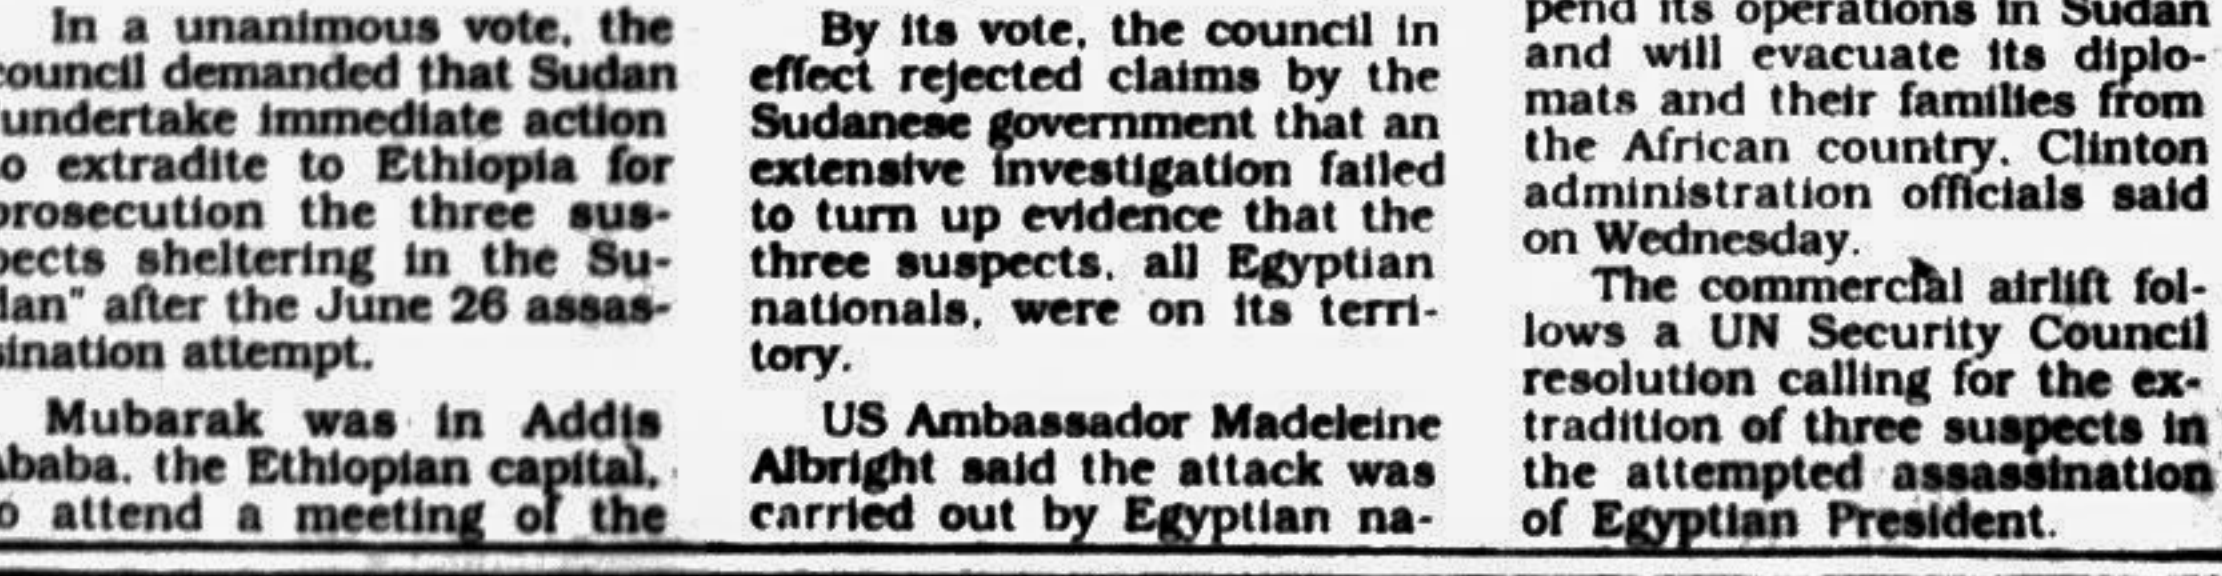 In a unanimous vote, the
council demanded that Sudan
undertake immediate action
to extradite to Ethiopia for
prosecution the three sus-
pects sheltering in the Su-
dan" after the June 26 assas-
sination attempt.
Mubarak was in Addis
Ababa, the Ethiopian capital,
to attend a meeting of the
By its vote, the council in
effect rejected claims by the
Sudanese government that an
extensive investigation failed
to turn up evidence that the
three suspects, all Egyptian
nationals, were on its terri-
tory.
US Ambassador Madeleine
Albright said the attack was
carried out by Egyptian na-
pend its operations in Sudan
and will evacuate its diplo-
mats and their families from
the African country, Clinton
administration officials said
on Wednesday.
The commercial airlift fol-
lows a UN Security Council
resolution calling for the ex-
tradition of three suspects in
the attempted assassination
of Egyptian President.